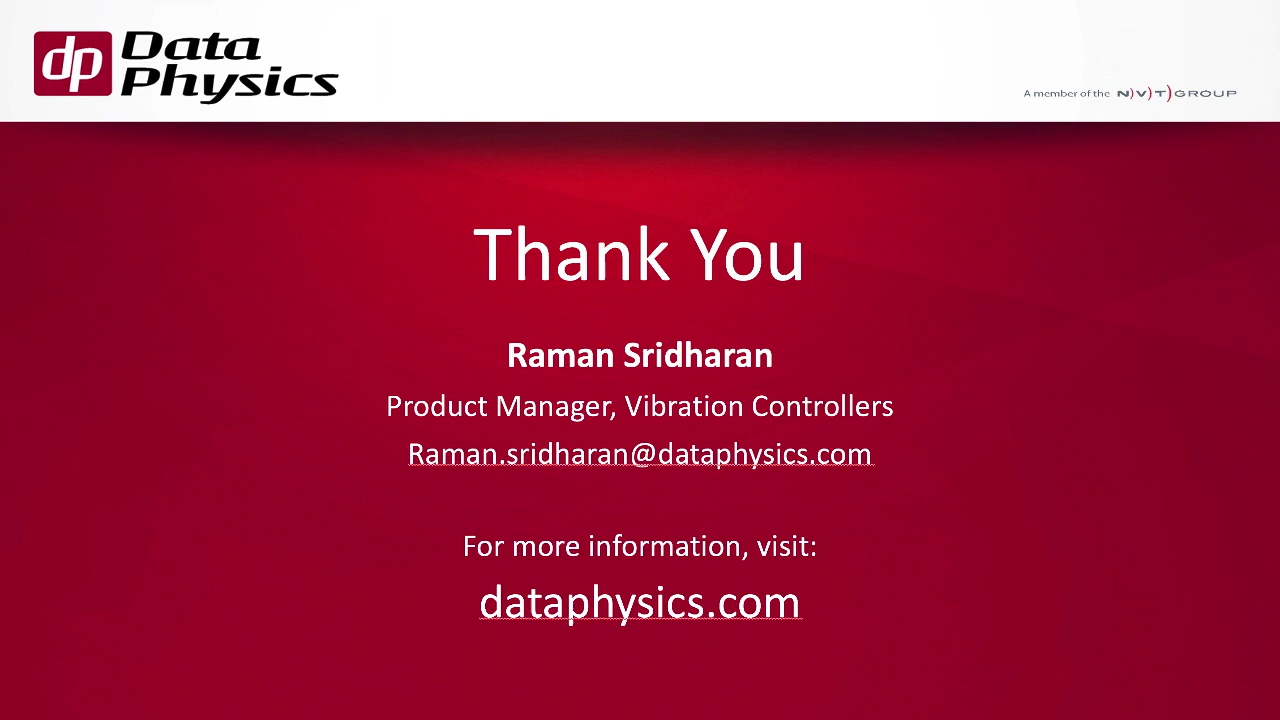 dp Data
Physics
A member of the N)V)T)GROUP
Thank You
Raman Sridharan
Product Manager, Vibration Controllers
Raman.sridharan@dataphysics.com
For more information, visit:
dataphysics.com